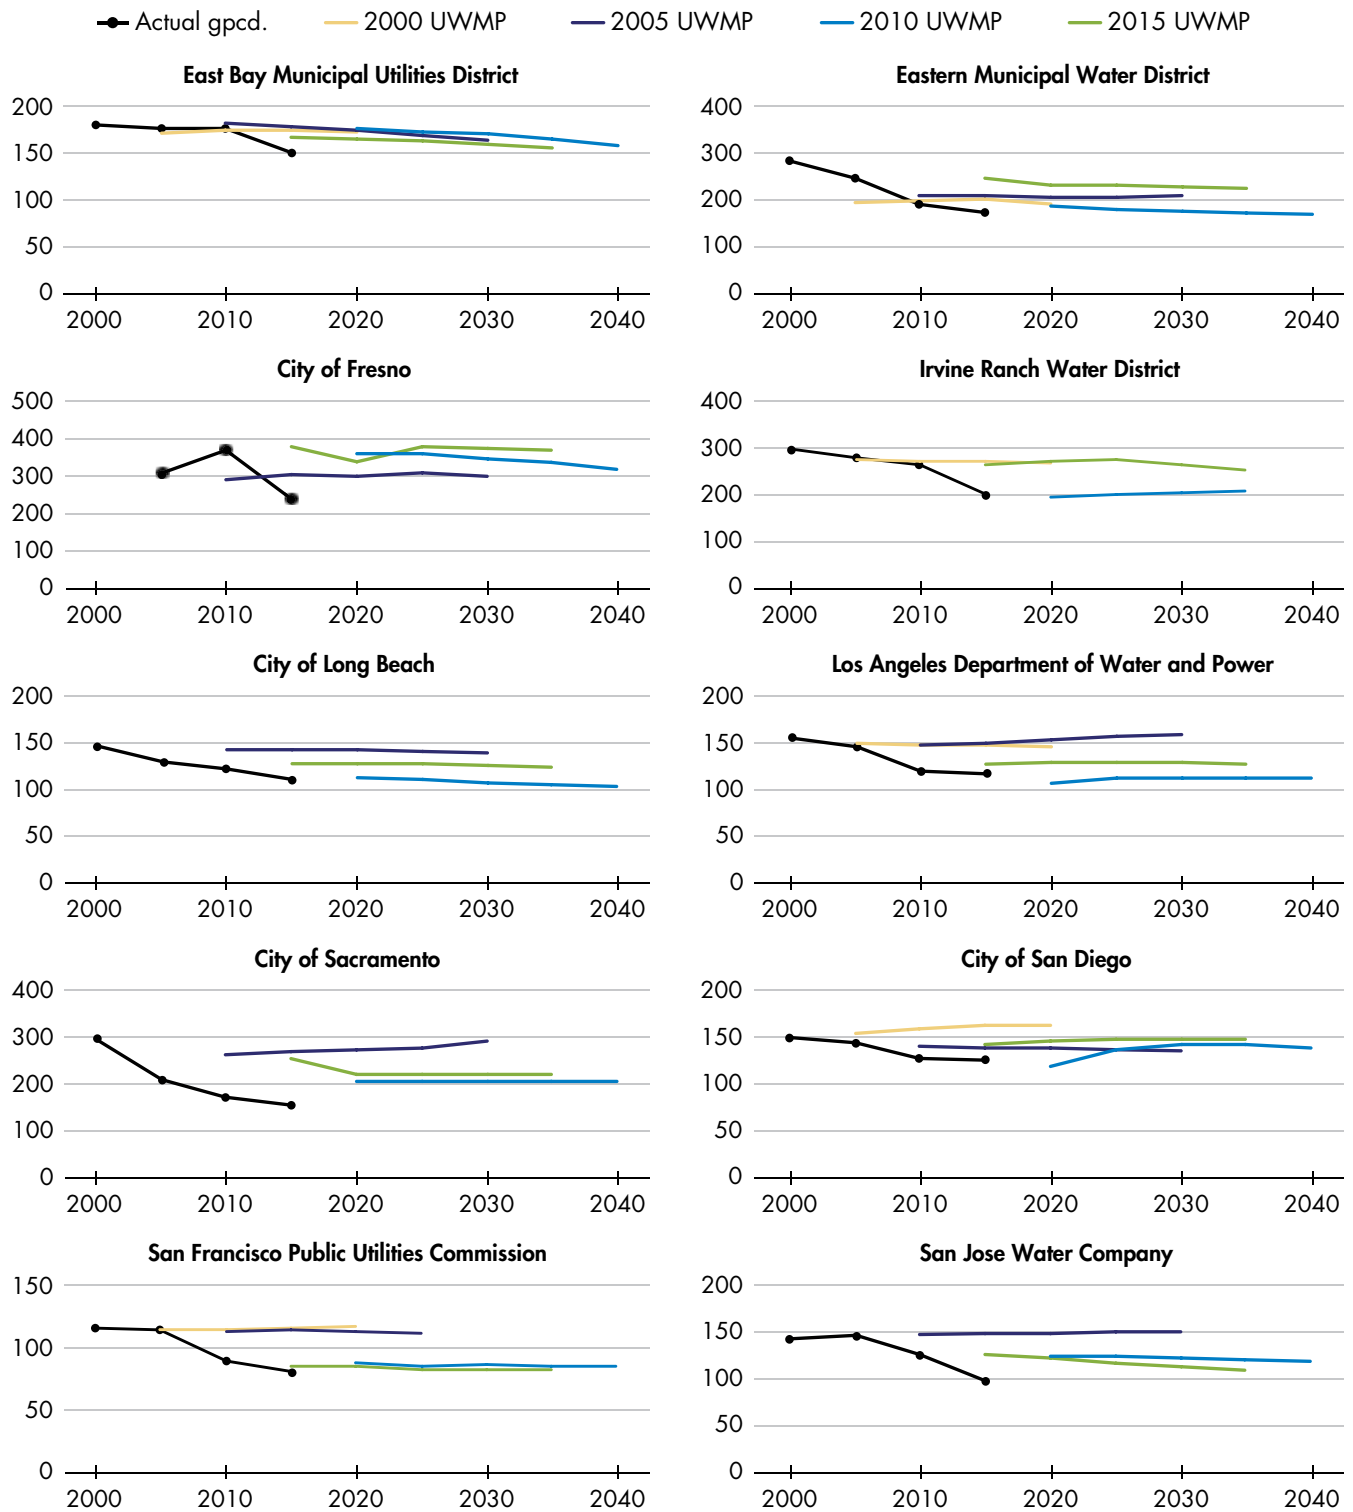 Actual gpcd. 2000 UWMP 2005 UWMP 2010 UWMP 2015 UWMP
East Bay Municipal Utilities District
200
150
100
50
0
2000 2010 2020 2030 2040
Eastern Municipal Water District
400
300
200
100
0
2000 2010 2020 2030 2040
City of Fresno
500
400
300
200
100
0
2000 2010 2020 2030 2040
Irvine Ranch Water District
400
300
200
100
0
2000 2010 2020 2030 2040
City of Long Beach
200
150
100
50
0
2000 2010 2020 2030 2040
Los Angeles Department of Water and Power
200
150
100
50
0
2000 2010 2020 2030 2040
City of Sacramento
400
300
200
100
0
2000 2010 2020 2030 2040
City of San Diego
200
150
100
50
0
2000 2010 2020 2030 2040
San Francisco Public Utilities Commission
150
100
50
0
2000 2010 2020 2030 2040
San Jose Water Company
200
150
100
50
0
2000 2010 2020 2030 2040